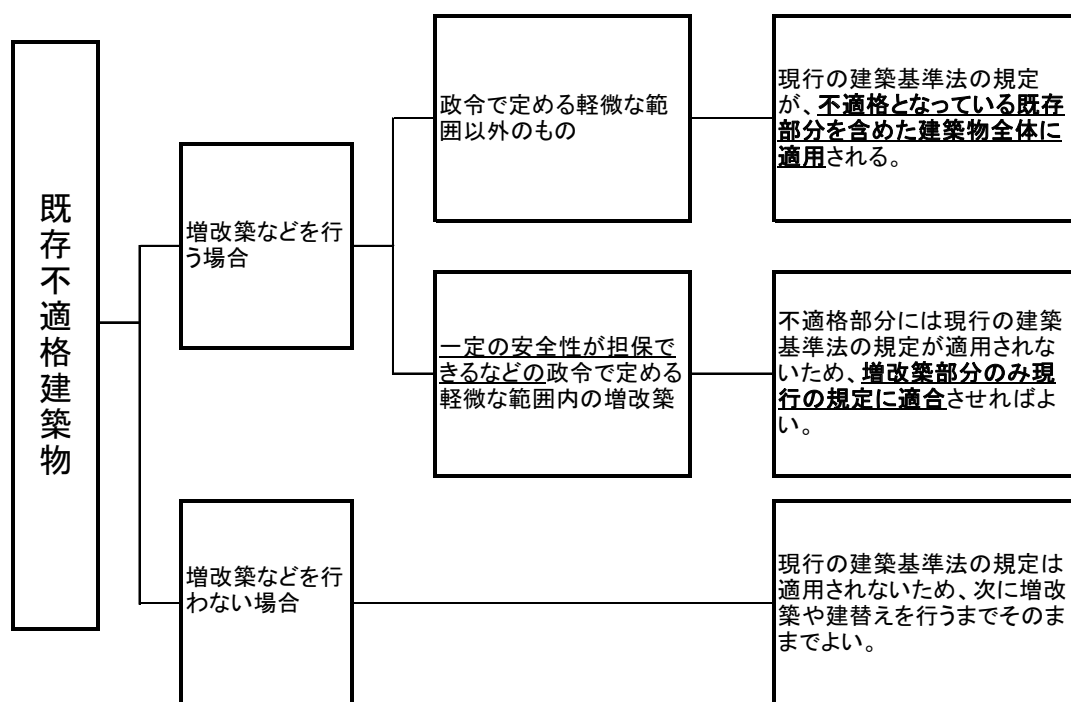 既存不適格建築物
増改築などを行
う場合
政令で定める軽微な範
囲以外のもの
現行の建築基準法の規定
が、不適格となっている既存
部分を含めた建築物全体に
適用される。
一定の安全性が担保で
きるなどの政令で定める
軽微な範囲内の増改築
不適格部分には現行の建築
基準法の規定が適用されな
いため、増改築部分のみ現
行の規定に適合させればよ
い。
増改築などを行
わない場合
現行の建築基準法の規定は
適用されないため、次に増改
築や建替えを行うまでそのま
までよい。